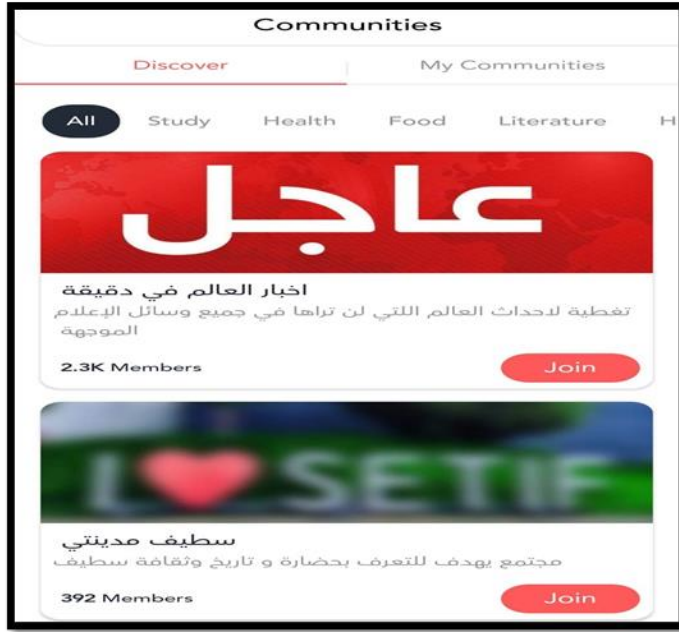 Communities
Discover My Communities
All Study Health Food Literature H
عاجل
اخبار العالم في دقيقة
تغطية لاحداث العالم اللتي لن تراها في جميع وسائل الإعلام
الموجهة
2.3K Members Join
I ❤ SETIF
سطيف مدينتي
مجتمع يهدف للتعرف بحضارة و تاريخ وثقافة سطيف
392 Members Join